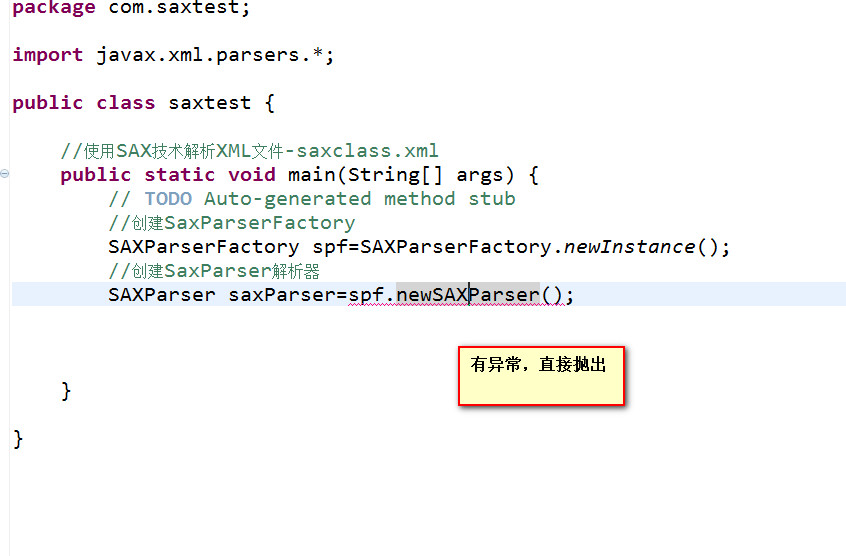 package com.saxtest;
import javax.xml.parsers.*;
public class saxtest {
//使用SAX技术解析XML文件-saxclass.xml
public static void main(String[] args) {
// TODO Auto-generated method stub
//创建SaxParserFactory
SAXParserFactory spf=SAXParserFactory.newInstance();
//创建SaxParser解析器
SAXParser saxParser=spf.newSAXParser();
有异常，直接抛出
}
}